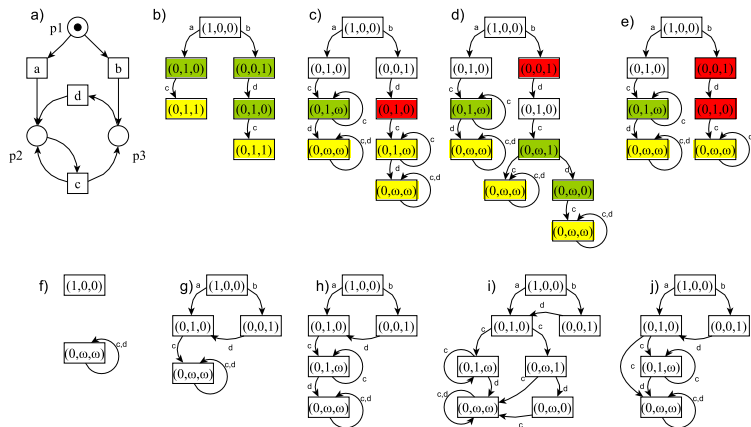 a)
p1
a
b
d
p2
p3
c
b)
(1,0,0)
a
b
(0,1,0)
(0,0,1)
c
d
(0,1,1)
(0,1,0)
c
(0,1,1)
c)
(1,0,0)
a
b
(0,1,0)
(0,0,1)
c
d
(0,1,ω)
c
(0,1,0)
d
c
(0,ω,ω)
c,d
(0,1,ω)
c
d
(0,ω,ω)
c,d
d)
(1,0,0)
a
b
(0,1,0)
(0,0,1)
c
d
(0,1,ω)
c
(0,1,0)
d
c
(0,ω,ω)
c,d
(0,ω,1)
c
d
(0,ω,ω)
c,d
(0,ω,0)
c
(0,ω,ω)
c,d
e)
(1,0,0)
a
b
(0,1,0)
(0,0,1)
c
d
(0,1,ω)
c
(0,1,0)
d
c
(0,ω,ω)
c,d
(0,ω,ω)
c,d
f)
(1,0,0)
(0,ω,ω)
c,d
g)
(1,0,0)
a
b
(0,1,0)
(0,0,1)
c
d
(0,ω,ω)
c,d
h)
(1,0,0)
a
b
(0,1,0)
(0,0,1)
c
d
(0,1,ω)
c
d
(0,ω,ω)
c,d
i)
(1,0,0)
a
b
d
(0,1,0)
(0,0,1)
c
c
(0,1,ω)
c
(0,ω,1)
d
c
d
(0,ω,ω)
c,d
(0,ω,0)
c
j)
(1,0,0)
a
b
(0,1,0)
(0,0,1)
c
d
c
(0,1,ω)
c
d
(0,ω,ω)
c,d